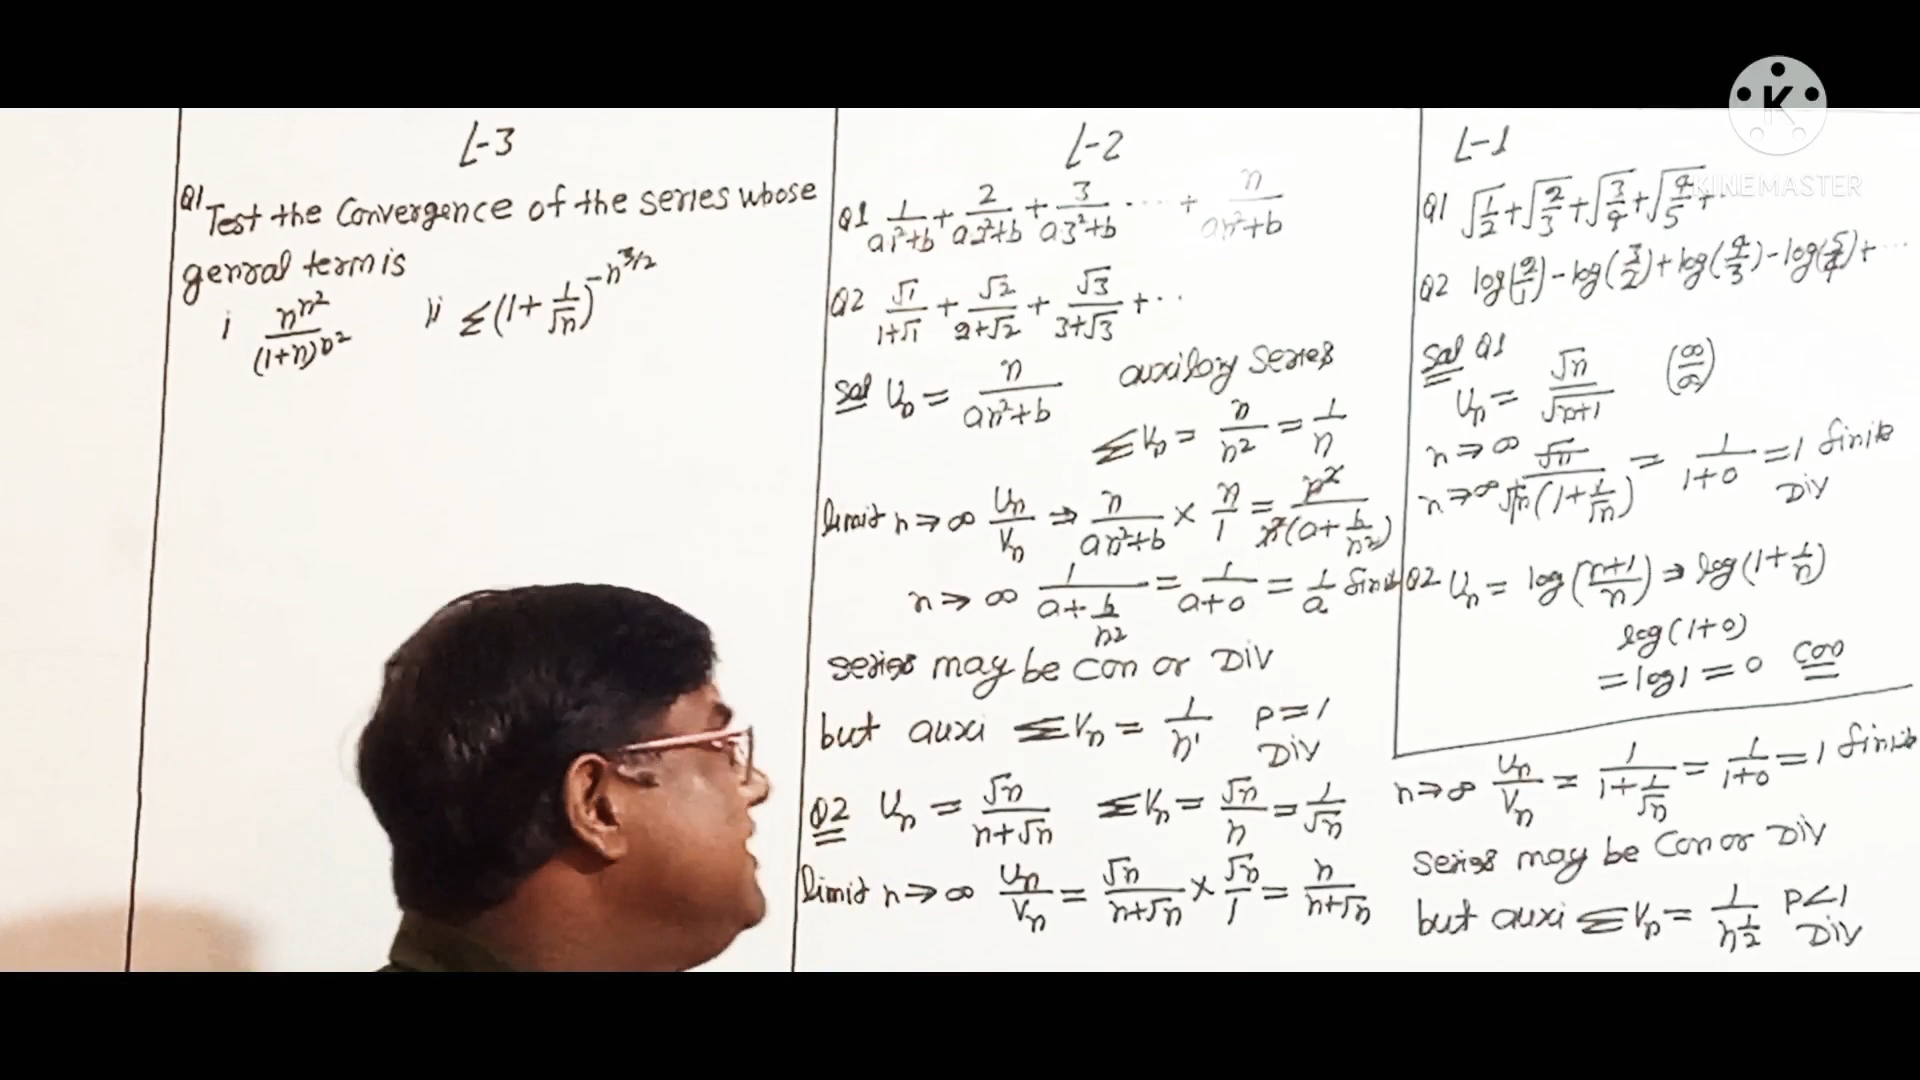 L-3
Q1 Test the Convergence of the series whose
genral term is
i n^n² / (1+n)^n² ii Σ(1+1/√n)^-n^3/2
L-2
Q1 1/(a1²+b) + 2/(a2²+b) + 3/(a3²+b) ... + n/(an²+b)
Q2 √1/(1+√1) + √2/(2+√2) + √3/(3+√3) + ...
Sol Un = n/(an²+b) auxilory series
ΣVn = n/n² = 1/n
limit n→∞ Un/Vn ⇒ n/(an²+b) × n/1 = n²/n²(a+b/n²)
n→∞ 1/(a+b/n²) = 1/(a+0) = 1/a finit
series may be Con or DIV
but auxi ΣVn = 1/n¹ P=1
DIV
Q2 Un = √n/(n+√n) ΣVn = √n/n = 1/√n
limit n→∞ Un/Vn = √n/(n+√n) × √n/1 = n/(n+√n)
L-1
Q1 √1/2 + √2/3 + √3/4 + √4/5 +
Q2 log(2/1) - log(3/2) + log(4/3) - log(5/4) + ...
Sol Q1
Un = √n/√n+1 (∞/∞)
n→∞ √n
n→∞ √n(1+1/√n) = 1/(1+0) = 1 finite
DIV
Q2 Un = log(n+1/n) ⇒ log(1+1/n)
log(1+0)
= log1 = 0 Con
n→∞ Un/Vn = 1/(1+1/√n) = 1/(1+0) = 1 finite
series may be Con or DIV
but auxi ΣVn = 1/n^1/2 P<1
DIV
K
KINEMASTER